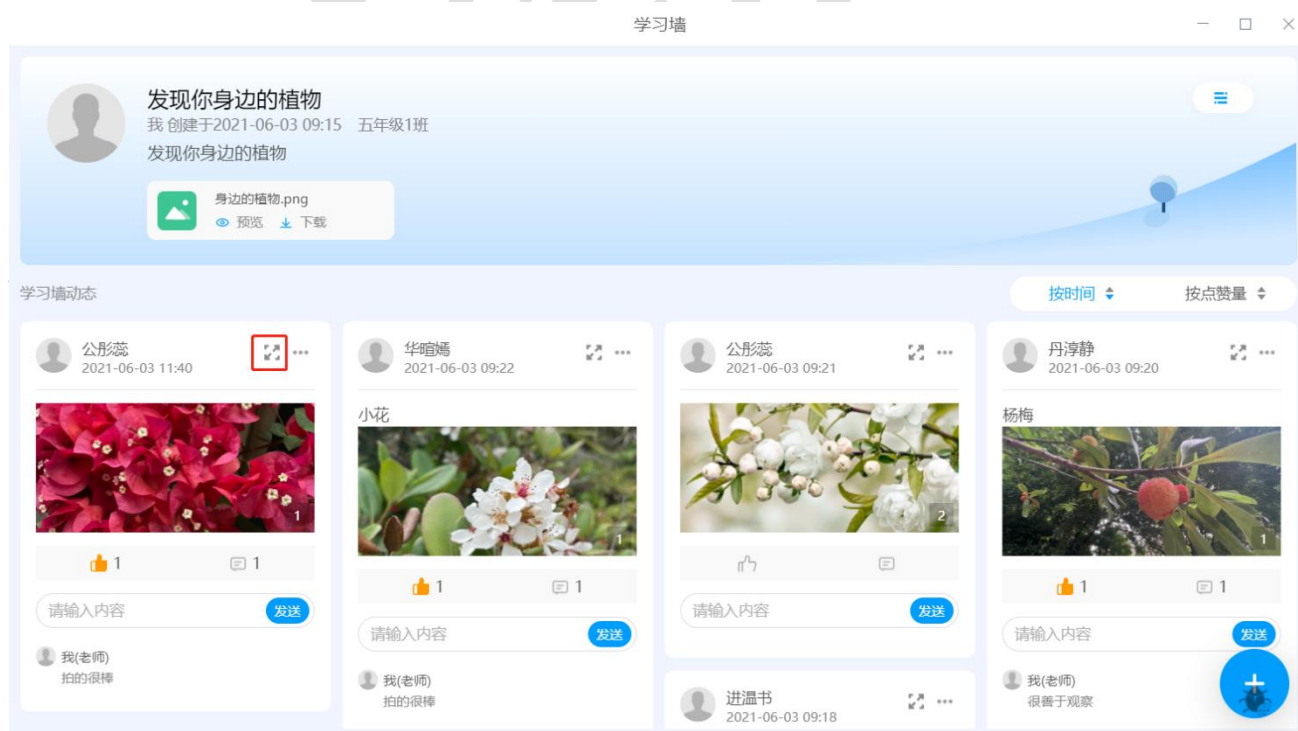 学习墙
发现你身边的植物
我 创建于2021-06-03 09:15 五年级1班
发现你身边的植物
身边的植物.png
预览 下载
学习墙动态
按时间 按点赞量
公彤蕊
2021-06-03 11:40
1
1 1
请输入内容 发送
我(老师)
拍的很棒
华暄嫣
2021-06-03 09:22
小花
1
1 1
请输入内容 发送
我(老师)
拍的很棒
公彤蕊
2021-06-03 09:21
2
请输入内容 发送
进温书
2021-06-03 09:18
丹淳静
2021-06-03 09:20
杨梅
1
1 1
请输入内容 发送
我(老师)
很善于观察